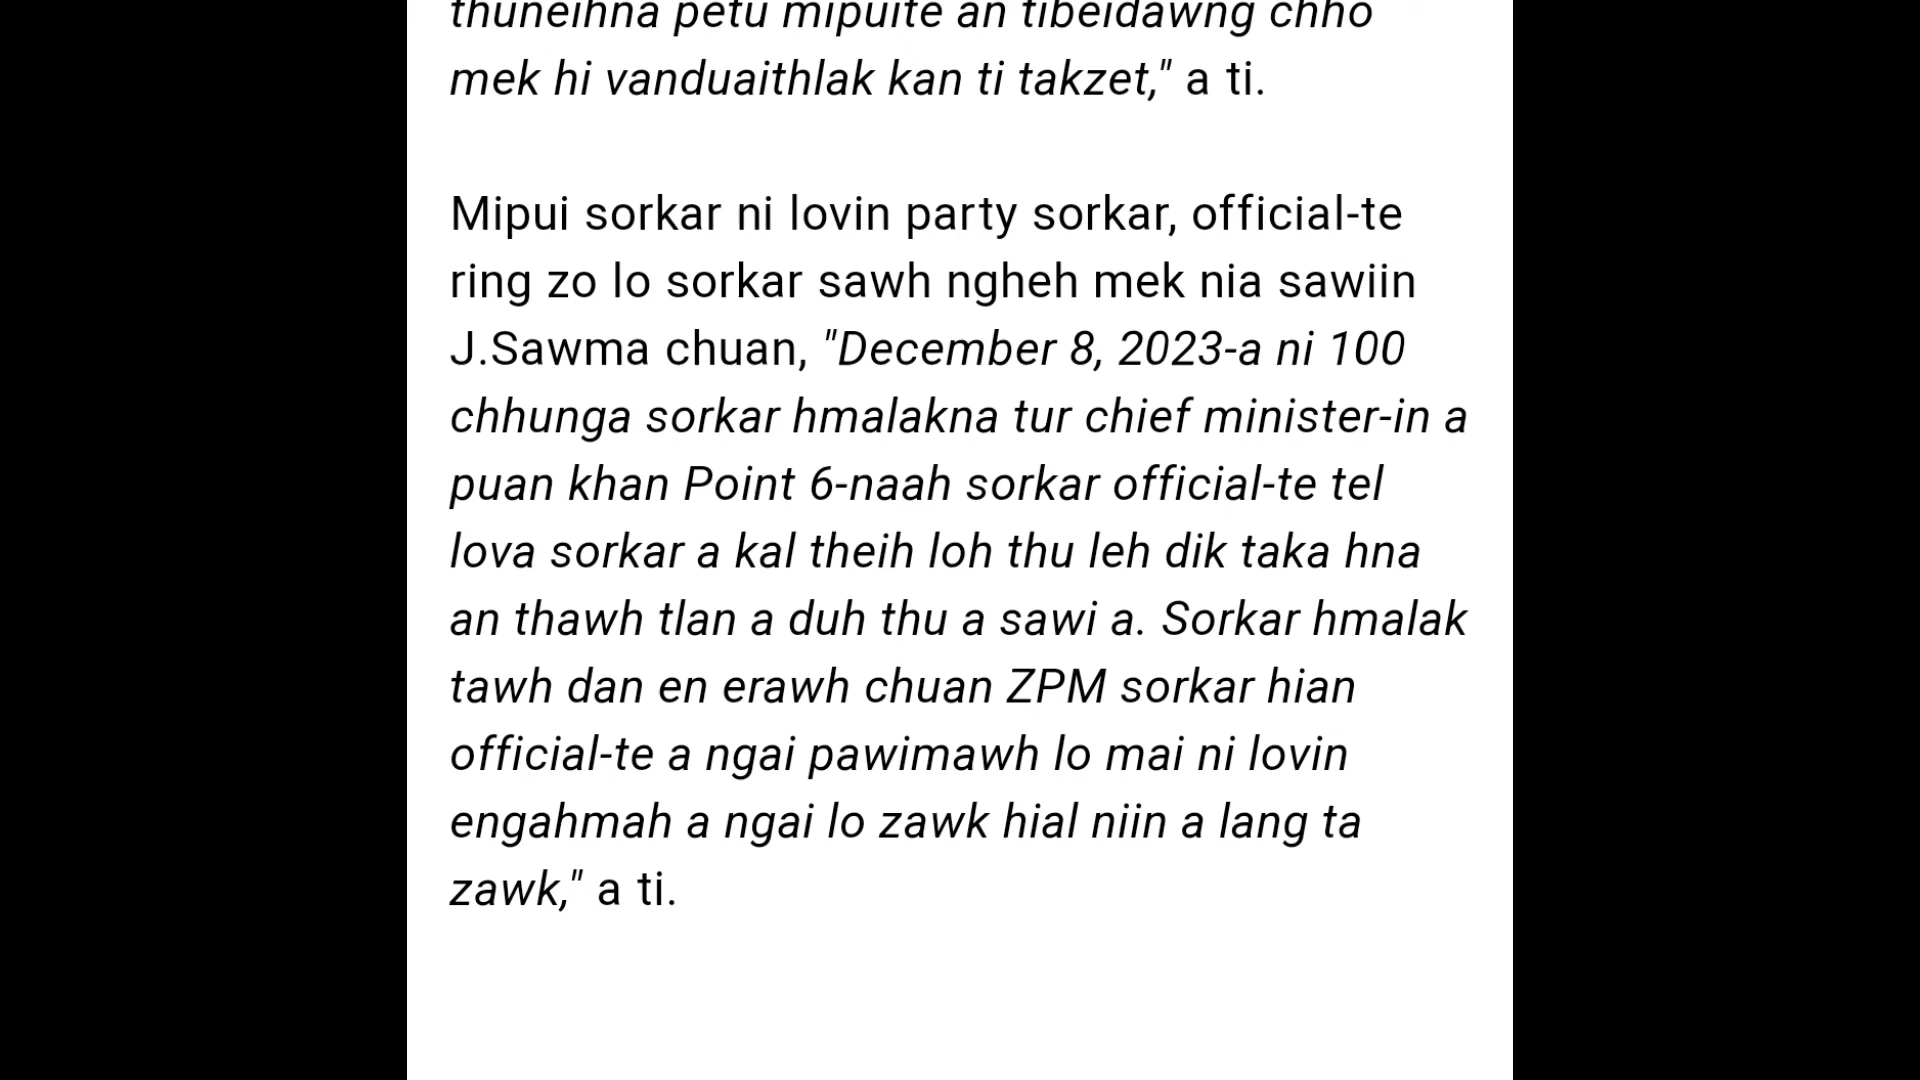 thuneihna petu mipuite an tibeidawng chho
mek hi vanduaithlak kan ti takzet," a ti.
Mipui sorkar ni lovin party sorkar, official-te
ring zo lo sorkar sawh ngheh mek nia sawiin
J.Sawma chuan, "December 8, 2023-a ni 100
chhunga sorkar hmalakna tur chief minister-in a
puan khan Point 6-naah sorkar official-te tel
lova sorkar a kal theih loh thu leh dik taka hna
an thawh tlan a duh thu a sawi a. Sorkar hmalak
tawh dan en erawh chuan ZPM sorkar hian
official-te a ngai pawimawh lo mai ni lovin
engahmah a ngai lo zawk hial niin a lang ta
zawk," a ti.